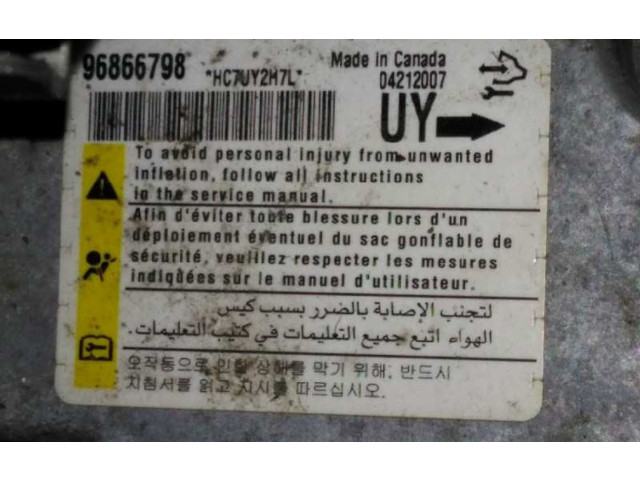 96866798
*HC7UY2H7L*
Made in Canada
04212007
UY
To avoid personal injury from unwanted
inflation, follow all instructions
in the service manual.
Afin d'éviter toute blessure lors d'un
déploiement éventuel du sac gonflable de
sécurité, veuillez respecter les mesures
indiquées sur le manuel d'utilisateur.
لتجنب الإصابة بالضرر بسبب كيس
الهواء اتبع جميع التعليمات في كتيب التعليمات.
오작동으로 인한 상해를 막기 위해, 반드시
지침서를 읽고 지시를 따르십시오.